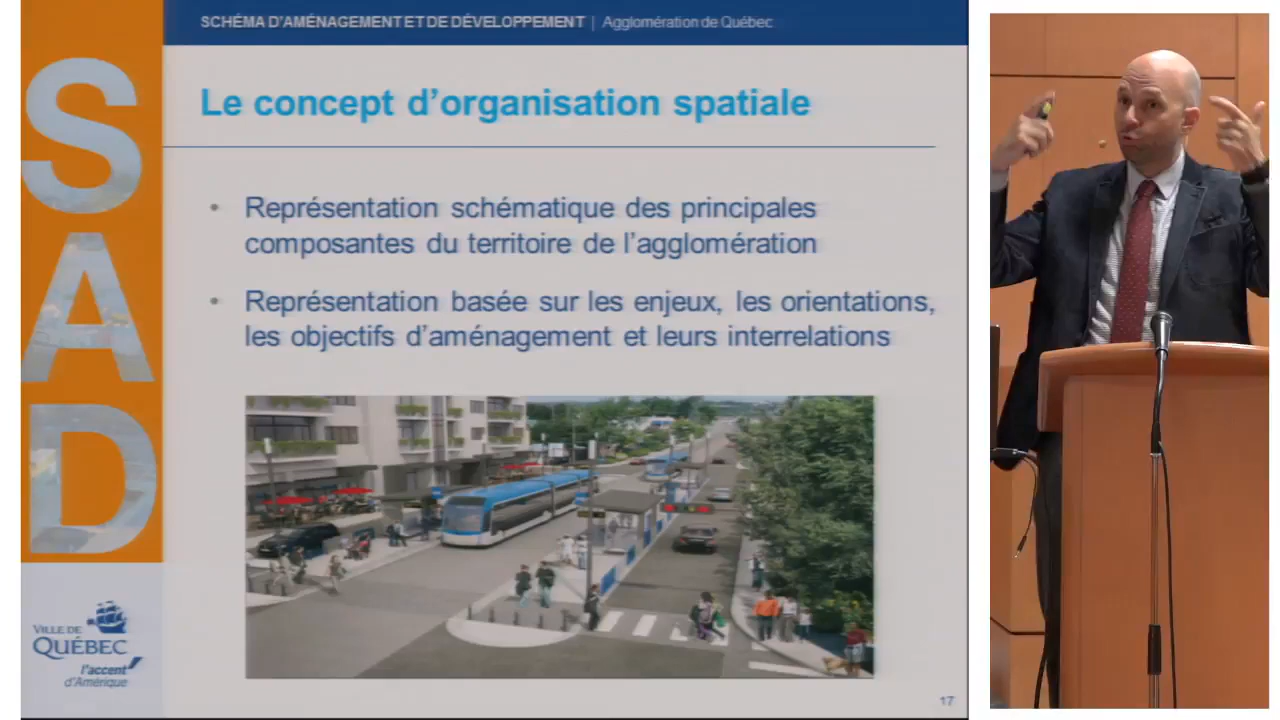 SCHÉMA D'AMÉNAGEMENT ET DE DÉVELOPPEMENT | Agglomération de Québec
SAD
Le concept d'organisation spatiale
• Représentation schématique des principales
composantes du territoire de l'agglomération
• Représentation basée sur les enjeux, les orientations,
les objectifs d'aménagement et leurs interrelations
VILLE DE
QUÉBEC
l'accent
d'Amérique
17